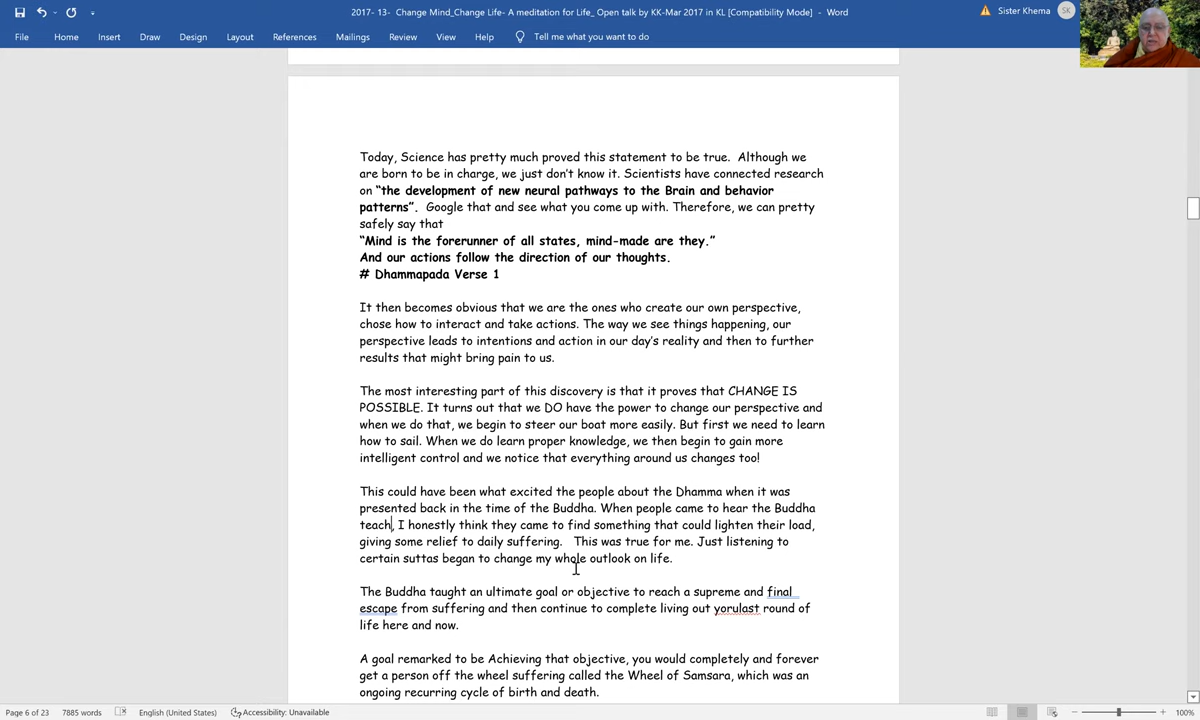 2017- 13-  Change Mind_Change Life- A meditation for Life_ Open talk by KK-Mar 2017 in KL [Compatibility Mode]  -  Word
Sister Khema
SK
File Home Insert Draw Design Layout References Mailings Review View Help Tell me what you want to do
Today, Science has pretty much proved this statement to be true.  Although we
are born to be in charge, we just don't know it. Scientists have connected research
on "the development of new neural pathways to the Brain and behavior
patterns".  Google that and see what you come up with. Therefore, we can pretty
safely say that
"Mind is the forerunner of all states, mind-made are they."
And our actions follow the direction of our thoughts.
# Dhammapada Verse 1
It then becomes obvious that we are the ones who create our own perspective,
chose how to interact and take actions. The way we see things happening, our
perspective leads to intentions and action in our day's reality and then to further
results that might bring pain to us.
The most interesting part of this discovery is that it proves that CHANGE IS
POSSIBLE. It turns out that we DO have the power to change our perspective and
when we do that, we begin to steer our boat more easily. But first we need to learn
how to sail. When we do learn proper knowledge, we then begin to gain more
intelligent control and we notice that everything around us changes too!
This could have been what excited the people about the Dhamma when it was
presented back in the time of the Buddha. When people came to hear the Buddha
teach, I honestly think they came to find something that could lighten their load,
giving some relief to daily suffering.   This was true for me. Just listening to
certain suttas began to change my whole outlook on life.
The Buddha taught an ultimate goal or objective to reach a supreme and final
escape from suffering and then continue to complete living out yorulast round of
life here and now.
A goal remarked to be Achieving that objective, you would completely and forever
get a person off the wheel suffering called the Wheel of Samsara, which was an
ongoing recurring cycle of birth and death.
Page 6 of 23 7885 words English (United States) Accessibility: Unavailable 100%